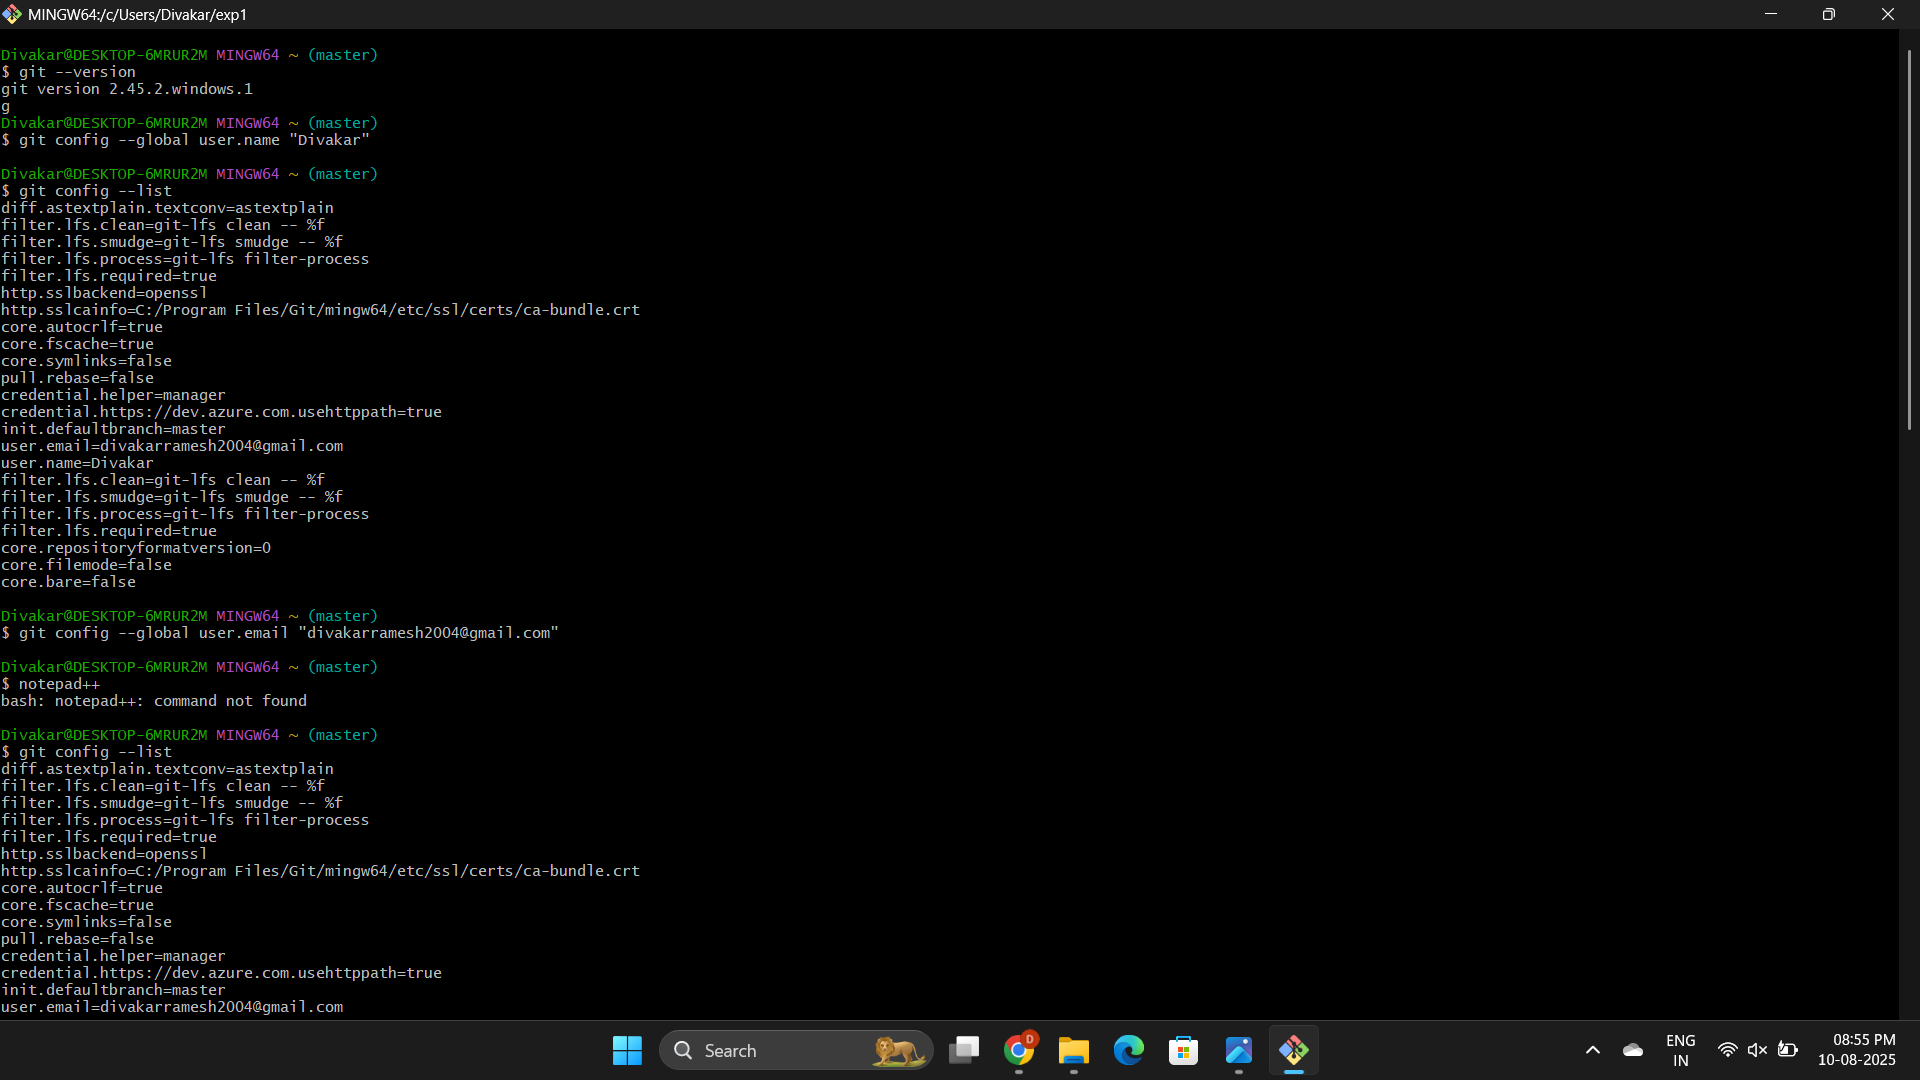 MINGW64:/c/Users/Divakar/exp1
Divakar@DESKTOP-6MRUR2M MINGW64 ~ (master)
$ git --version
git version 2.45.2.windows.1
g
Divakar@DESKTOP-6MRUR2M MINGW64 ~ (master)
$ git config --global user.name "Divakar"
Divakar@DESKTOP-6MRUR2M MINGW64 ~ (master)
$ git config --list
diff.astextplain.textconv=astextplain
filter.lfs.clean=git-lfs clean -- %f
filter.lfs.smudge=git-lfs smudge -- %f
filter.lfs.process=git-lfs filter-process
filter.lfs.required=true
http.sslbackend=openssl
http.sslcainfo=C:/Program Files/Git/mingw64/etc/ssl/certs/ca-bundle.crt
core.autocrlf=true
core.fscache=true
core.symlinks=false
pull.rebase=false
credential.helper=manager
credential.https://dev.azure.com.usehttppath=true
init.defaultbranch=master
user.email=divakarramesh2004@gmail.com
user.name=Divakar
filter.lfs.clean=git-lfs clean -- %f
filter.lfs.smudge=git-lfs smudge -- %f
filter.lfs.process=git-lfs filter-process
filter.lfs.required=true
core.repositoryformatversion=0
core.filemode=false
core.bare=false
Divakar@DESKTOP-6MRUR2M MINGW64 ~ (master)
$ git config --global user.email "divakarramesh2004@gmail.com"
Divakar@DESKTOP-6MRUR2M MINGW64 ~ (master)
$ notepad++
bash: notepad++: command not found
Divakar@DESKTOP-6MRUR2M MINGW64 ~ (master)
$ git config --list
diff.astextplain.textconv=astextplain
filter.lfs.clean=git-lfs clean -- %f
filter.lfs.smudge=git-lfs smudge -- %f
filter.lfs.process=git-lfs filter-process
filter.lfs.required=true
http.sslbackend=openssl
http.sslcainfo=C:/Program Files/Git/mingw64/etc/ssl/certs/ca-bundle.crt
core.autocrlf=true
core.fscache=true
core.symlinks=false
pull.rebase=false
credential.helper=manager
credential.https://dev.azure.com.usehttppath=true
init.defaultbranch=master
user.email=divakarramesh2004@gmail.com
Search
D
ENG
IN
08:55 PM
10-08-2025